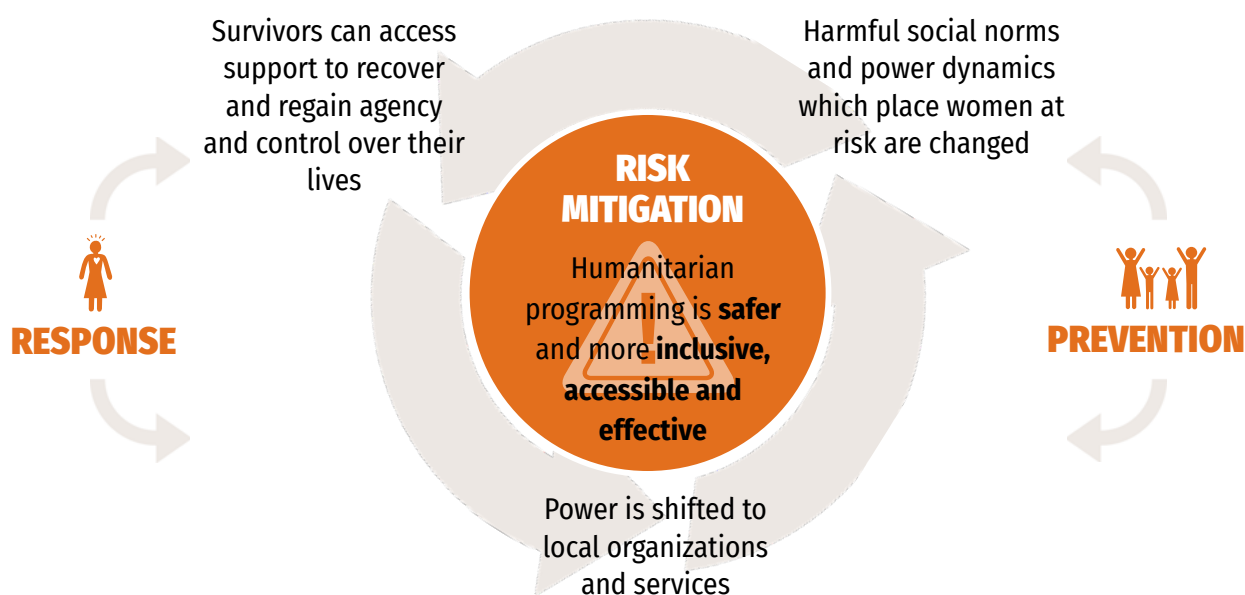 Survivors can access
support to recover
and regain agency
and control over their
lives
Harmful social norms
and power dynamics
which place women at
risk are changed
RISK
MITIGATION
Humanitarian
programming is safer
and more inclusive,
accessible and
effective
RESPONSE
PREVENTION
Power is shifted to
local organizations
and services